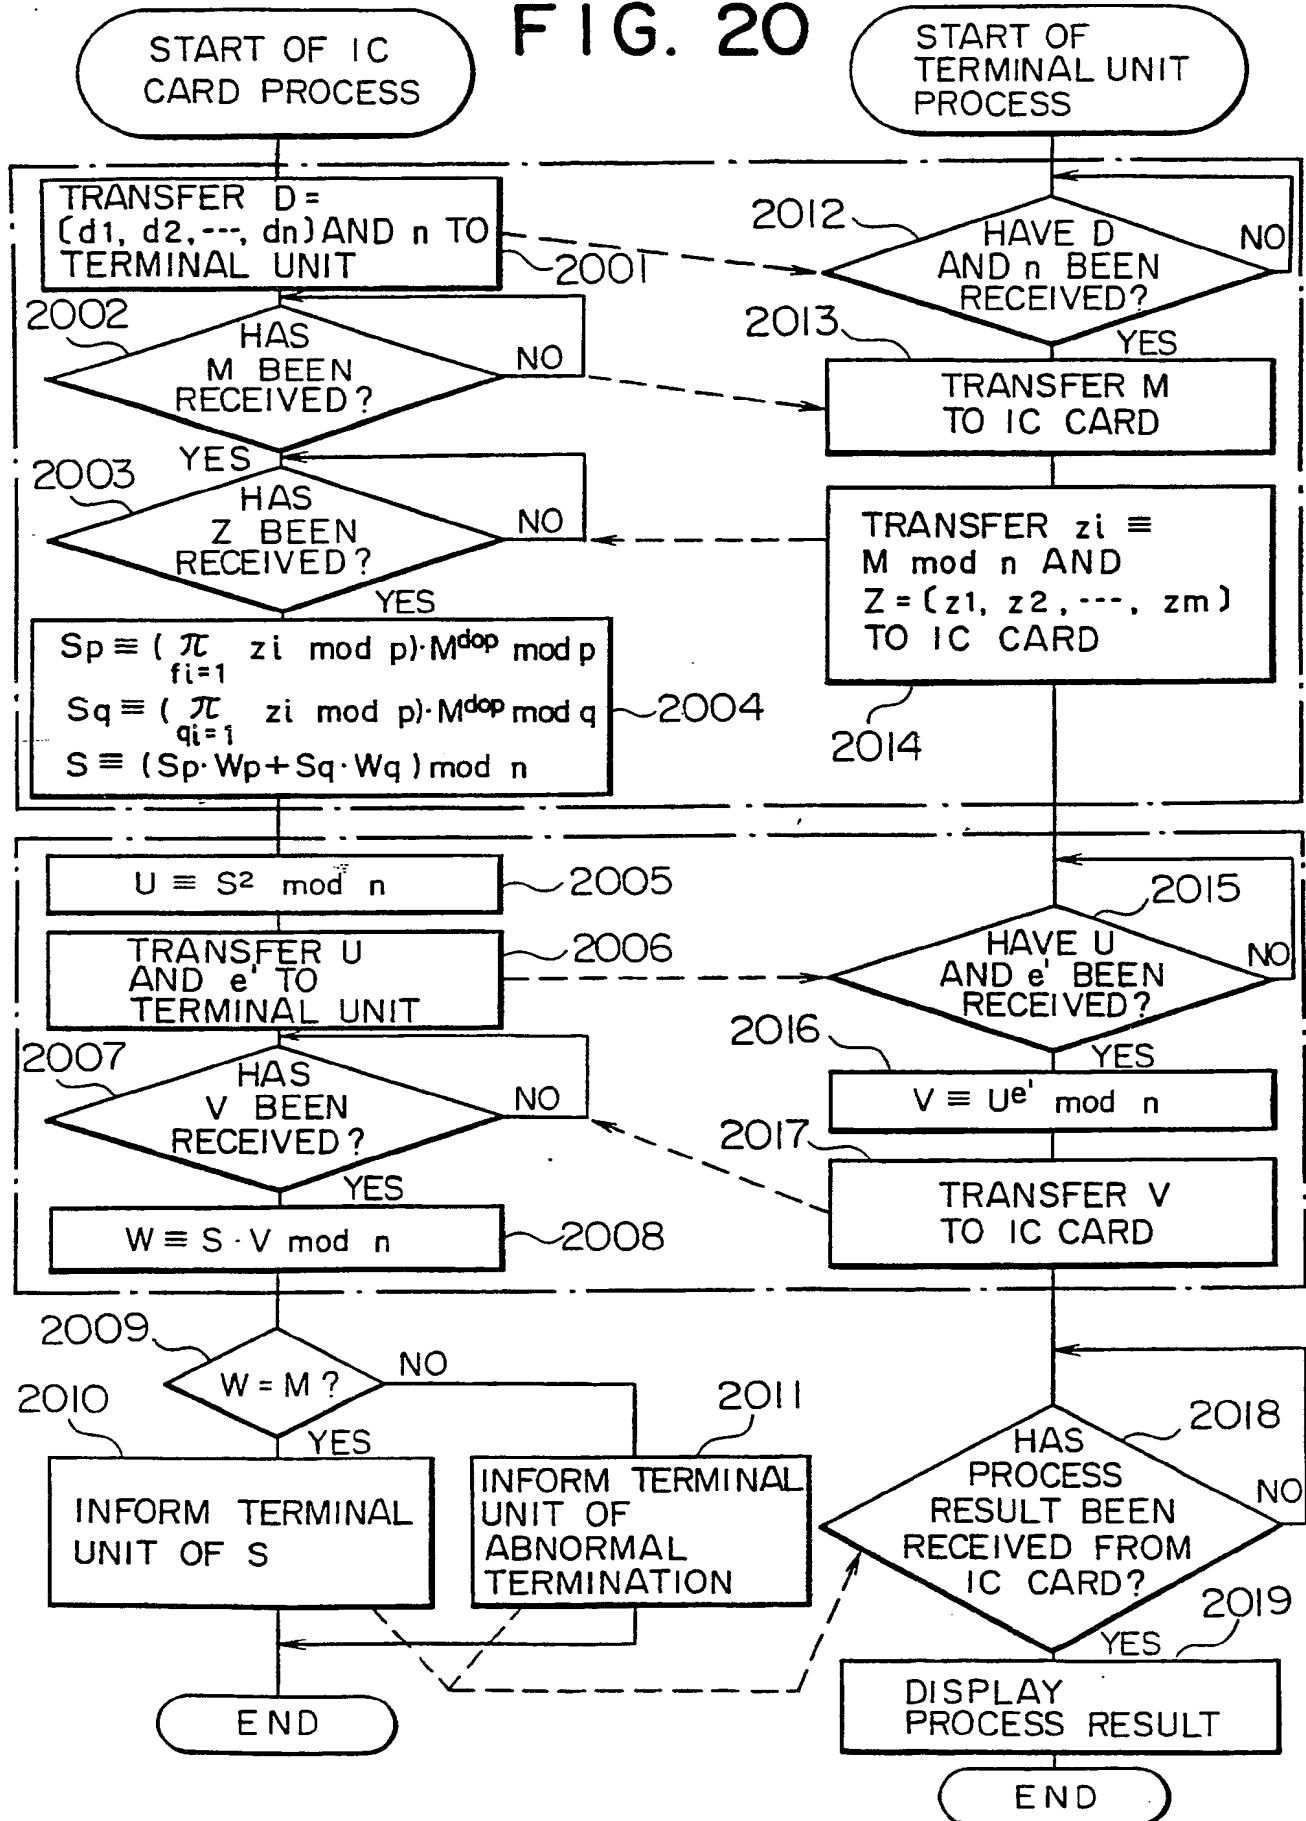 FIG. 20
START OF IC
CARD PROCESS
TRANSFER D =
(d1, d2, ---, dn) AND n TO
TERMINAL UNIT
2001
2002
HAS
M BEEN
RECEIVED?
NO
YES
2003
HAS
Z BEEN
RECEIVED?
NO
YES
Sp ≡ ( π zi mod p)·M^dop mod p
fi=1
Sq ≡ ( π zi mod p)·M^dop mod q
qi=1
S ≡ (Sp·Wp+Sq·Wq) mod n
2004
U ≡ S² mod n
2005
TRANSFER U
AND e' TO
TERMINAL UNIT
2006
2007
HAS
V BEEN
RECEIVED?
NO
YES
W ≡ S · V mod n
2008
2009
W = M ?
NO
YES
2010
INFORM TERMINAL
UNIT OF S
2011
INFORM TERMINAL
UNIT OF
ABNORMAL
TERMINATION
END
START OF
TERMINAL UNIT
PROCESS
2012
HAVE D
AND n BEEN
RECEIVED?
NO
YES
2013
TRANSFER M
TO IC CARD
TRANSFER zi ≡
M mod n AND
Z = (z1, z2, ---, zm)
TO IC CARD
2014
2015
HAVE U
AND e' BEEN
RECEIVED?
NO
YES
2016
V ≡ U^e' mod n
2017
TRANSFER V
TO IC CARD
2018
HAS
PROCESS
RESULT BEEN
RECEIVED FROM
IC CARD?
NO
YES
2019
DISPLAY
PROCESS RESULT
END